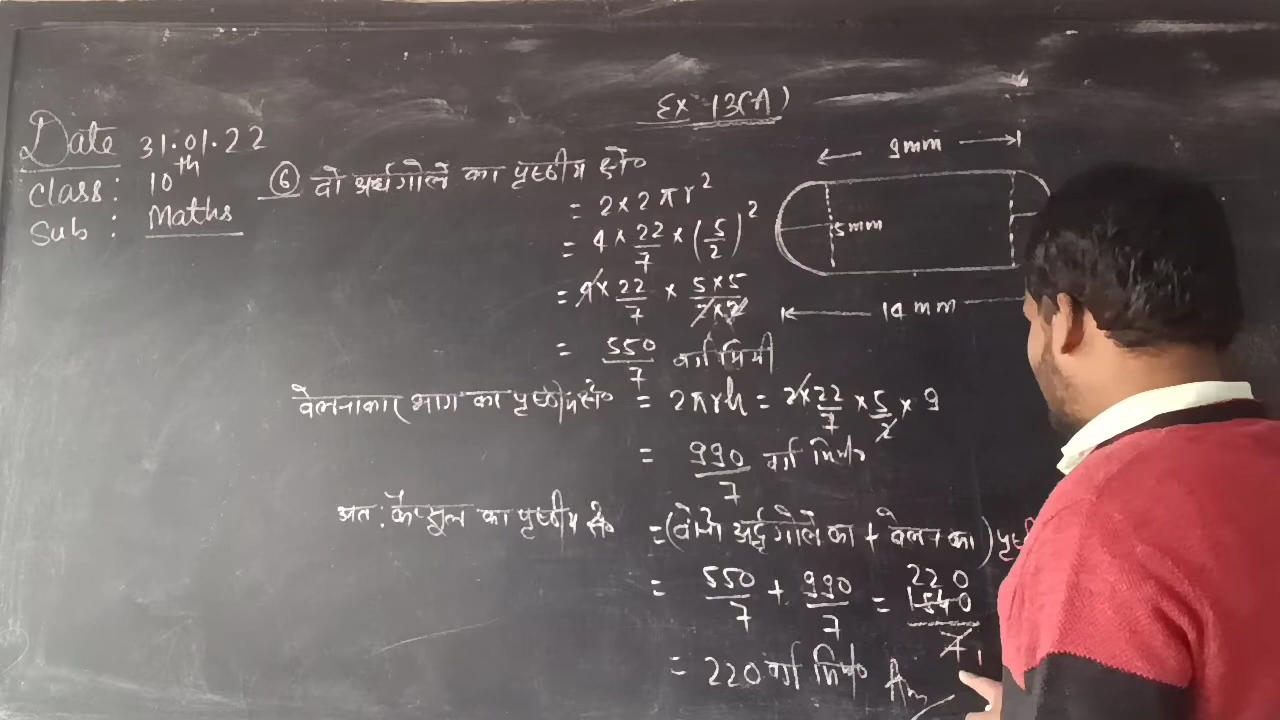 Ex 13(A)
Date 31.01.22
Class: 10th
Sub: Maths
⑥ दो अर्धगोले का पृष्ठीय क्षे०
= 2 × 2πr²
= 4 × 22/7 × (5/2)²
= 4 × 22/7 × 5×5/2×2
= 550/7 वर्ग मिमी
9mm
5mm
14 mm
बेलनाकार भाग का पृष्ठीय क्षे० = 2πrh = 2×22/7 × 5/2 × 9
= 990/7 वर्ग मिमी०
अतः कैप्सूल का पृष्ठीय क्षे० = (दोनों अर्द्धगोले का + बेलन का)
= 550/7 + 990/7 = 1540/7 220 1
= 220 वर्ग मिमी० Ans